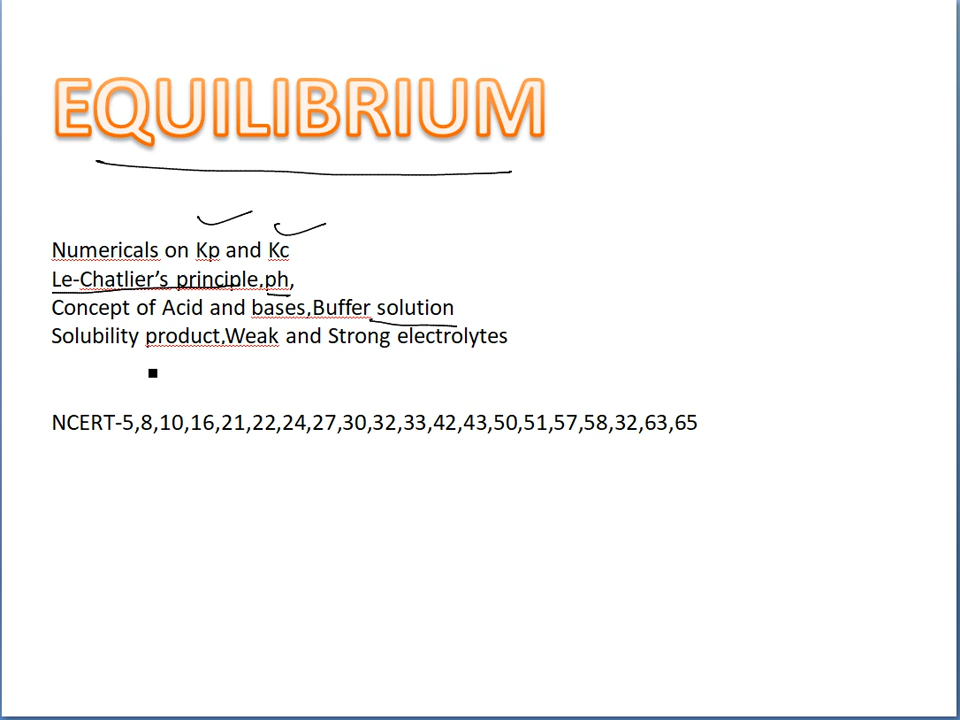 EQUILIBRIUM
Numericals on Kp and Kc
Le-Chatlier's principle,ph,
Concept of Acid and bases,Buffer solution
Solubility product,Weak and Strong electrolytes
NCERT-5,8,10,16,21,22,24,27,30,32,33,42,43,50,51,57,58,32,63,65